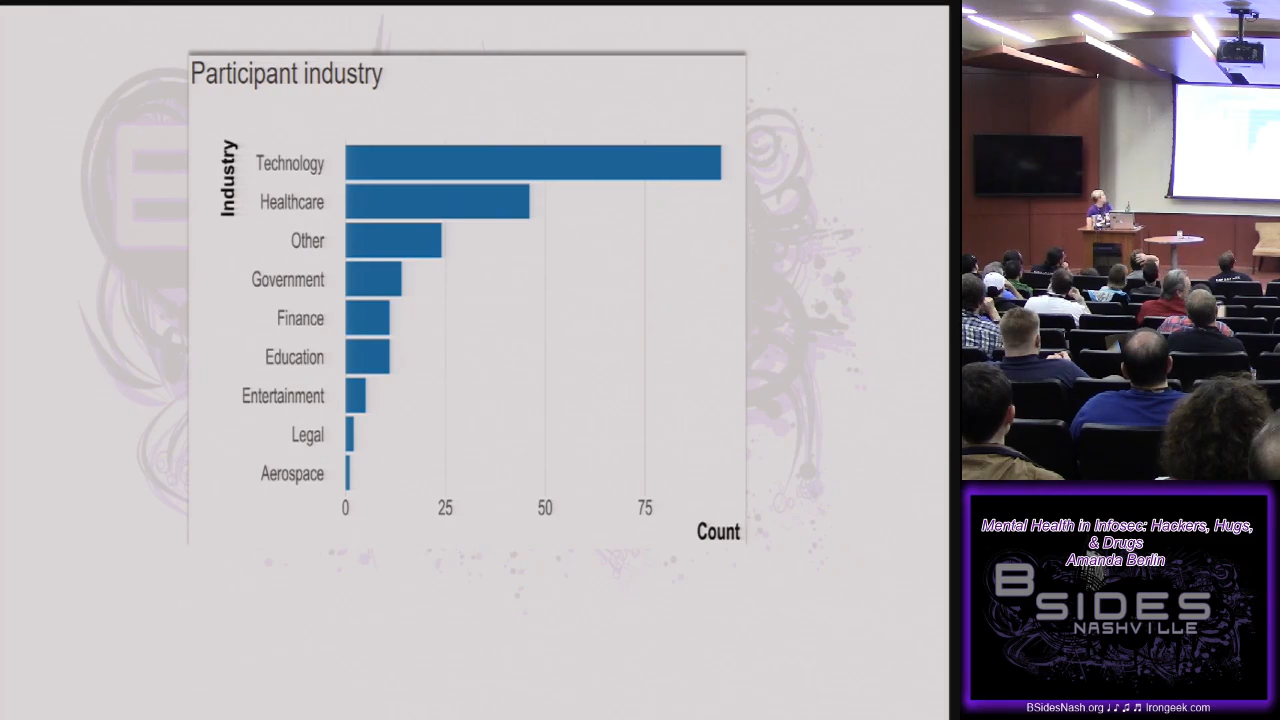 Participant industry
Industry
Technology
Healthcare
Other
Government
Finance
Education
Entertainment
Legal
Aerospace
0 25 50 75
Count
Mental Health in Infosec: Hackers, Hugs,
& Drugs
Amanda Berlin
BSIDES
NASHVILLE
BSidesNash.org ♩ ♪ ♫ ♬ Irongeek.com